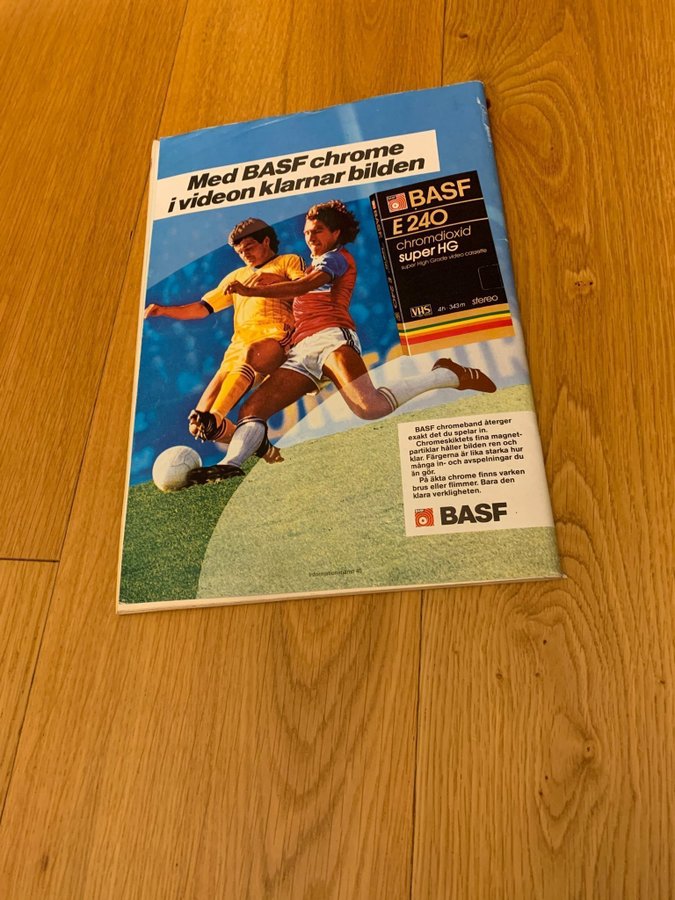 Med BASF chrome
i videon klarnar bilden
BASF
E 240
chromdioxid
super HG
super High Grade video cassette
VHS 4h 343m stereo
BASF chromeband återger
exakt det du spelar in.
Chromeskiktets fina magnet-
partiklar håller bilden ren och
klar. Färgerna är lika starka hur
många in- och avspelningar du
än gör.
På äkta chrome finns varken
brus eller flimmer. Bara den
klara verkligheten.
BASF